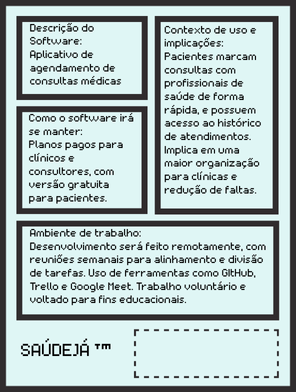 Descrição do
Software:
Aplicativo de
agendamento de
consultas médicas
Como o software irá
se manter:
Planos pagos para
clínicos e
consultores, com
versão gratuita
para pacientes.
Contexto de uso e
implicações:
Pacientes marcam
consultas com
profissionais de
saúde de forma
rápida, e possuem
acesso ao histórico
de atendimentos.
Implica em uma
maior organização
para clínicas e
redução de faltas.
Ambiente de trabalho:
Desenvolvimento será feito remotamente, com
reuniões semanais para alinhamento e divisão
de tarefas. Uso de ferramentas como GitHub,
Trello e Google Meet. Trabalho voluntário e
voltado para fins educacionais.
SAÚDEJÁ ™